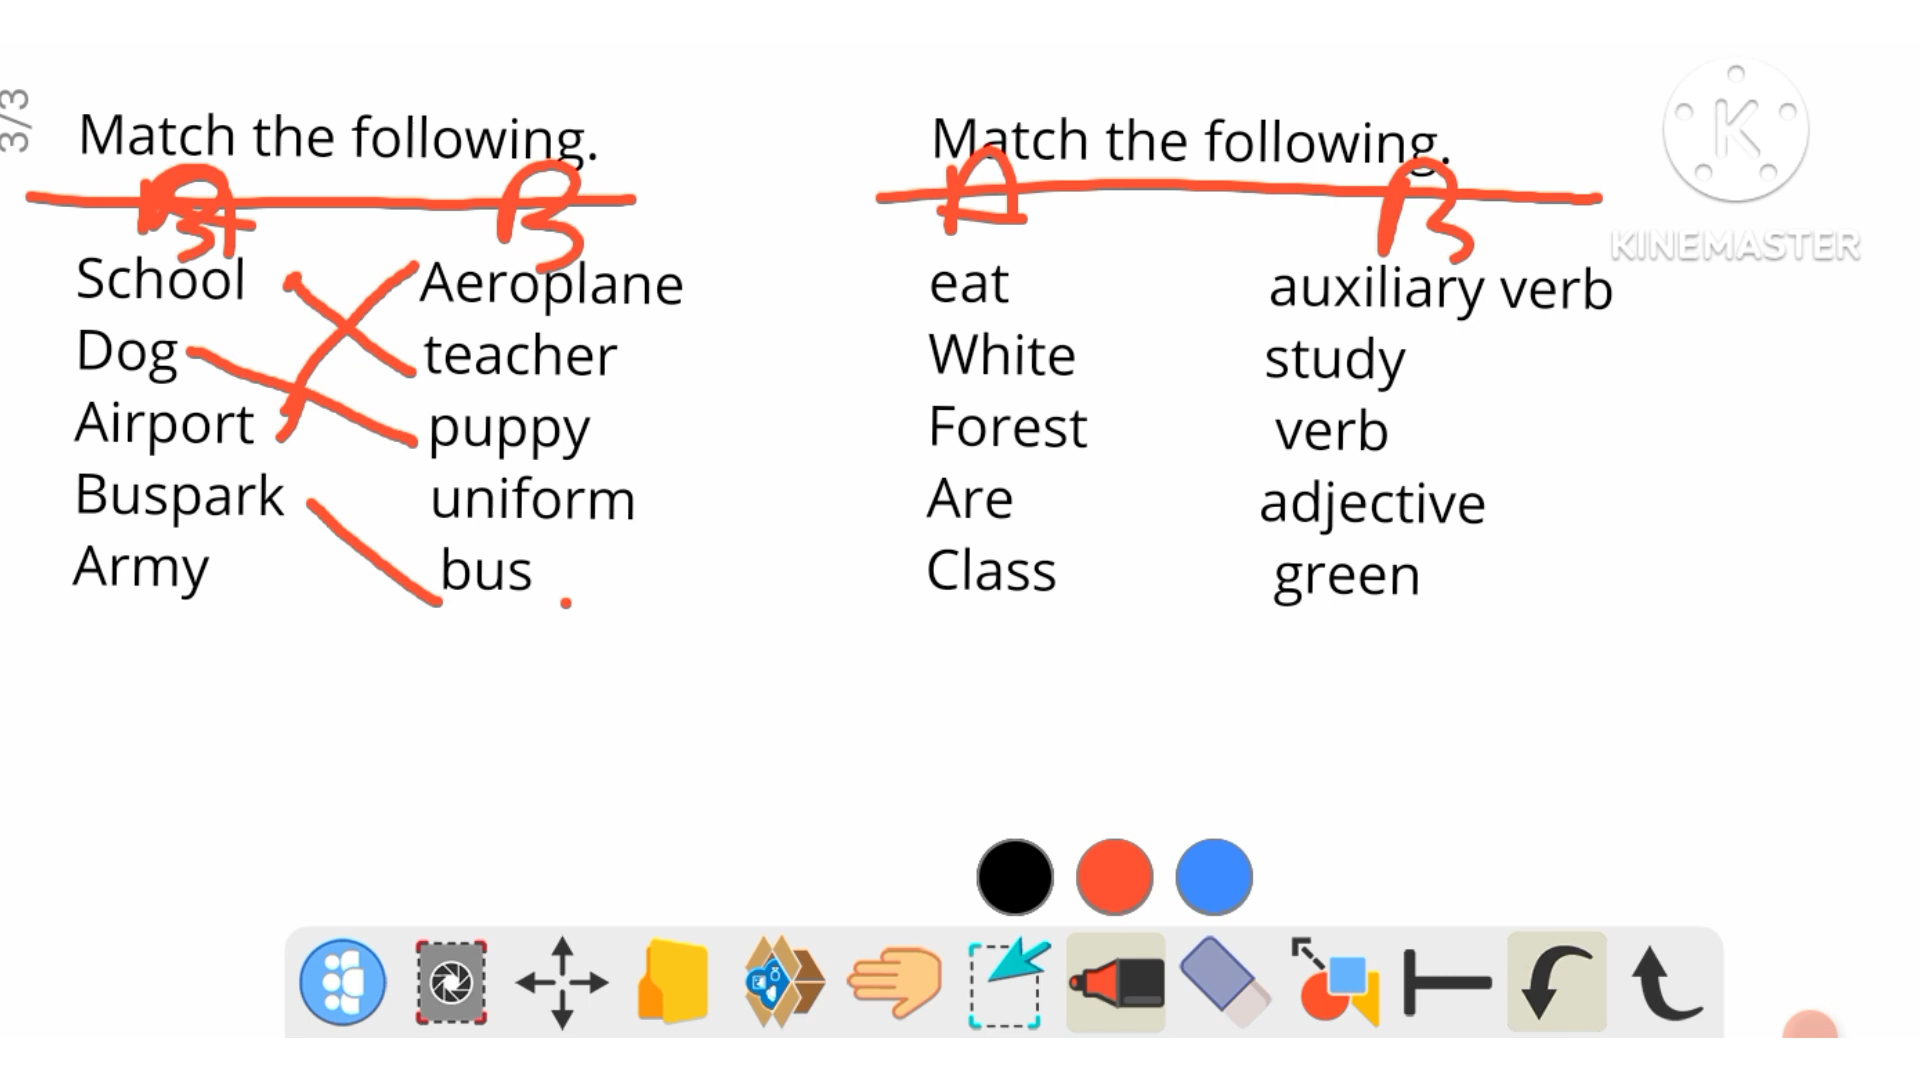 3/3
Match the following.
A B
School Aeroplane
Dog teacher
Airport puppy
Buspark uniform
Army bus
Match the following.
A B
eat auxiliary verb
White study
Forest verb
Are adjective
Class green
K
KINEMASTER